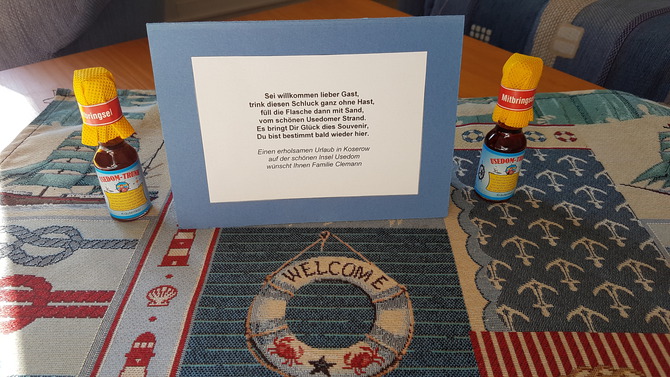 Sei willkommen lieber Gast,
trink diesen Schluck ganz ohne Hast,
füll die Flasche dann mit Sand,
vom schönen Usedomer Strand.
Es bringt Dir Glück dies Souvenir,
Du bist bestimmt bald wieder hier.
Einen erholsamen Urlaub in Koserow
auf der schönen Insel Usedom
wünscht Ihnen Familie Clemann
Mitbringsel
USEDOM-TRUNK
WELCOME